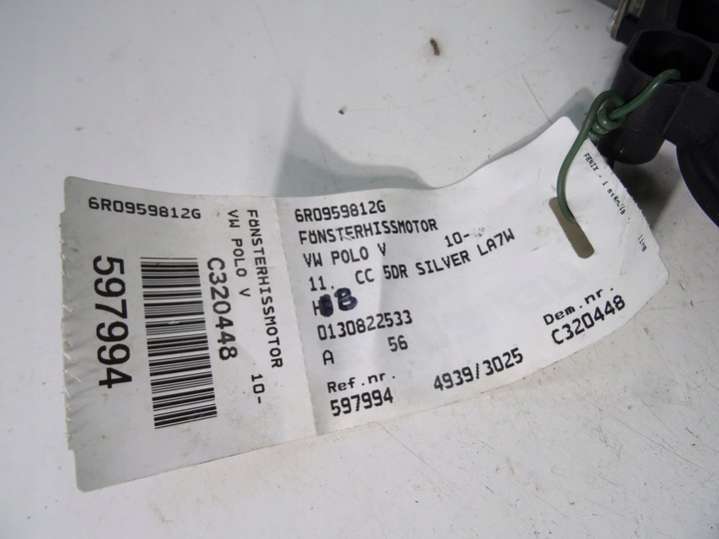 6R0959812G
FÖNSTERHISSMOTOR
VW POLO V 10-
C320448
597994
6R0959812G
FÖNSTERHISSMOTOR
VW POLO V 10-
11. CC 5DR SILVER LA7W
H
0130822533
A 56
Ref.nr. 4939/3025 Dem.nr.
597994 C320448
FENIX